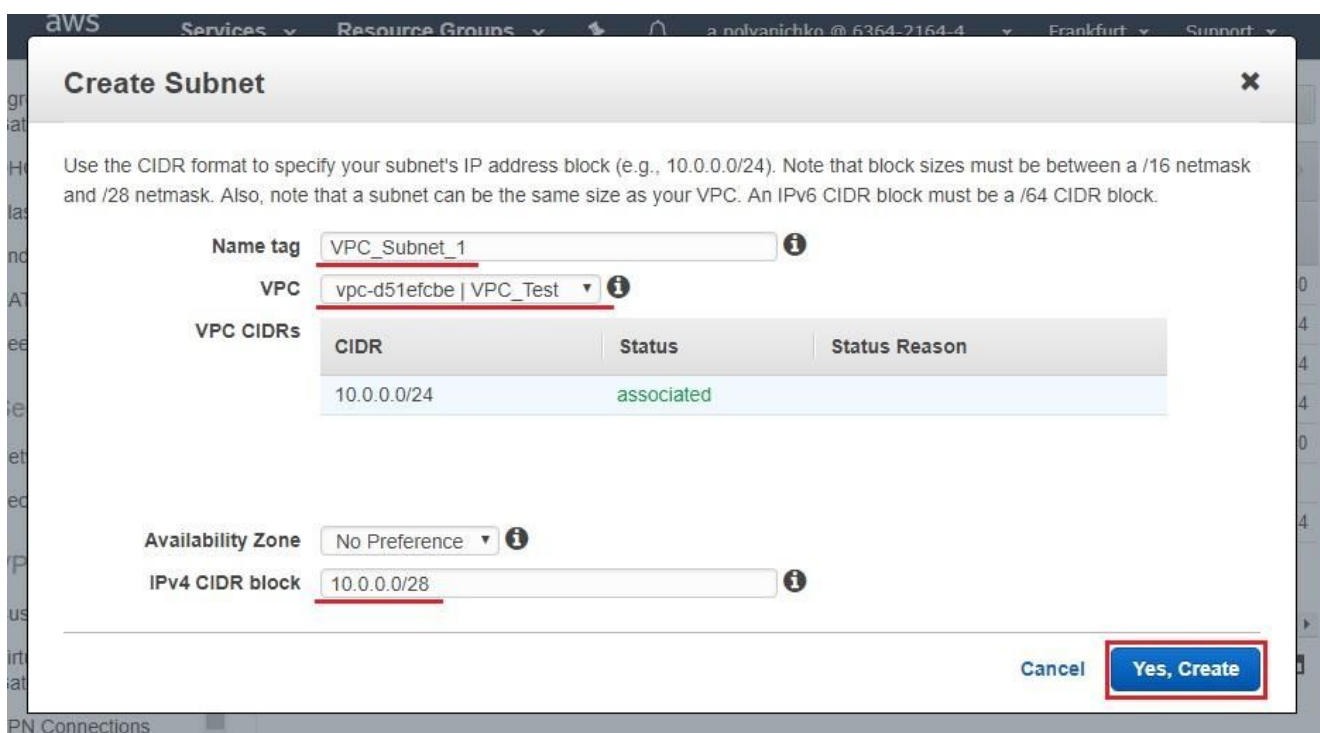 aws Services Resource Groups a.polyanichko @ 6364-2164-4 Frankfurt Support
Create Subnet
Use the CIDR format to specify your subnet's IP address block (e.g., 10.0.0.0/24). Note that block sizes must be between a /16 netmask
and /28 netmask. Also, note that a subnet can be the same size as your VPC. An IPv6 CIDR block must be a /64 CIDR block.
Name tag VPC_Subnet_1
VPC vpc-d51efcbe | VPC_Test
VPC CIDRs
CIDR Status Status Reason
10.0.0.0/24 associated
Availability Zone No Preference
IPv4 CIDR block 10.0.0.0/28
Cancel Yes, Create
PN Connections